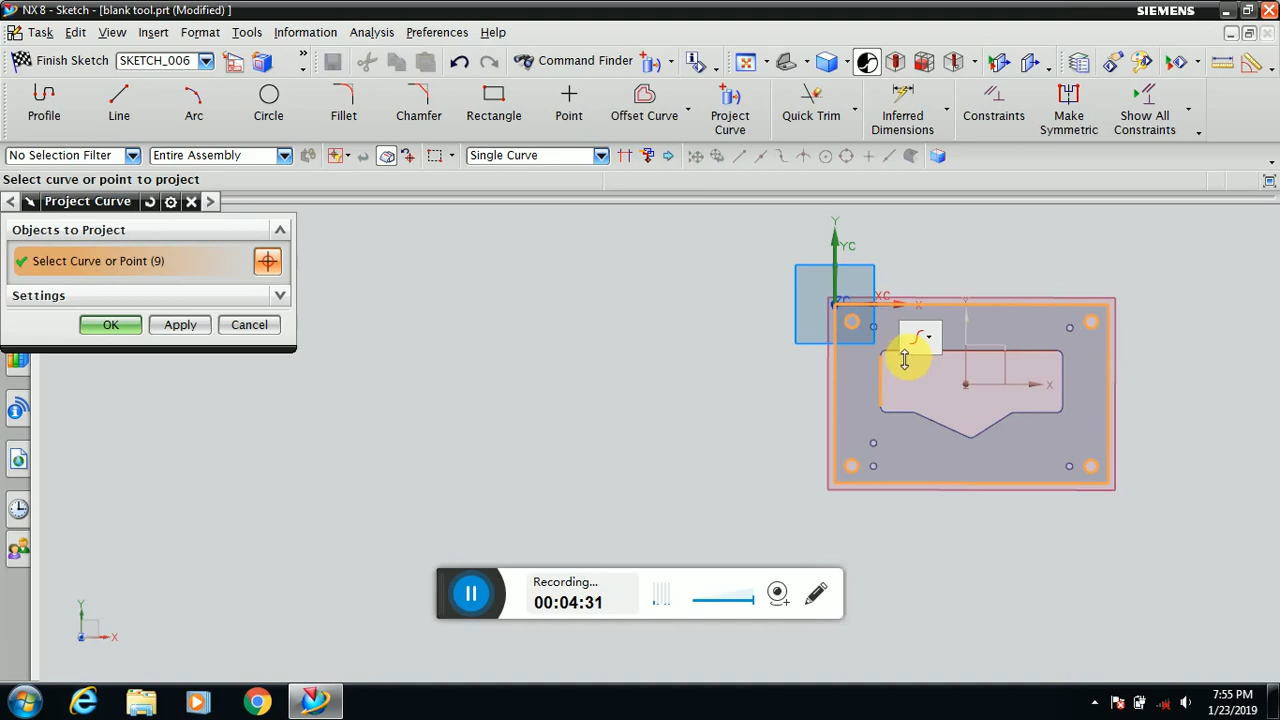 NX 8 - Sketch - [blank tool.prt (Modified) ]
SIEMENS
Task Edit View Insert Format Tools Information Analysis Preferences Help
Finish Sketch SKETCH_006 Command Finder
Profile Line Arc Circle Fillet Chamfer Rectangle Point Offset Curve Project Curve Quick Trim Inferred Dimensions Constraints Make Symmetric Show All Constraints
No Selection Filter Entire Assembly Single Curve
Select curve or point to project
Project Curve
Objects to Project
Select Curve or Point (9)
Settings
OK Apply Cancel
Y
YC
XC
X
Y
X
Recording...
00:04:31
Y
X
7:55 PM
1/23/2019